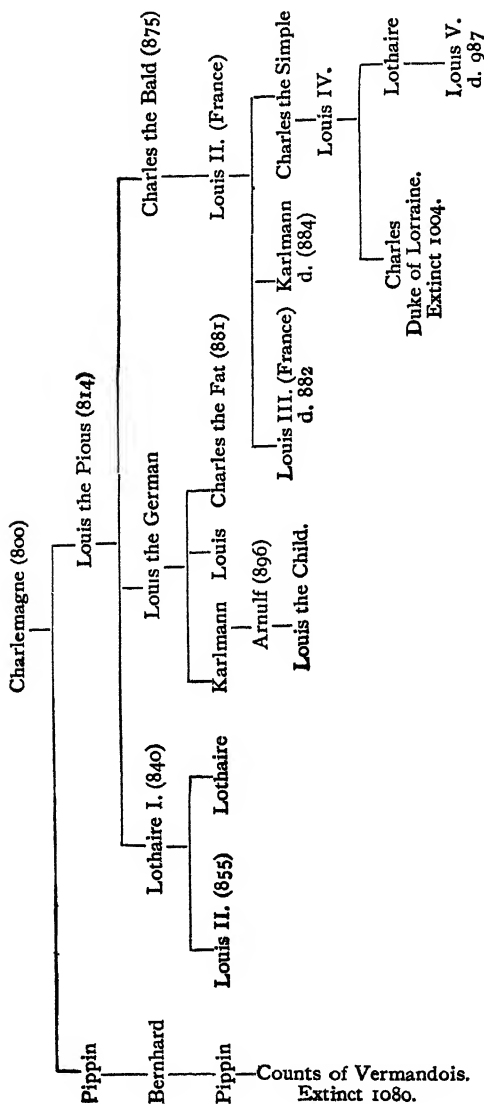 Charlemagne (800)
Pippin
Louis the Pious (814)
Bernhard
Lothaire I. (840)
Louis the German
Charles the Bald (875)
Pippin
Louis II. (855)
Lothaire
Karlmann
Louis
Charles the Fat (881)
Louis II. (France)
Counts of Vermandois.
Extinct 1080.
Arnulf (896)
Louis III. (France)
d. 882
Karlmann
d. (884)
Charles the Simple
Louis the Child.
Louis IV.
Charles
Duke of Lorraine.
Extinct 1004.
Lothaire
Louis V.
d. 987